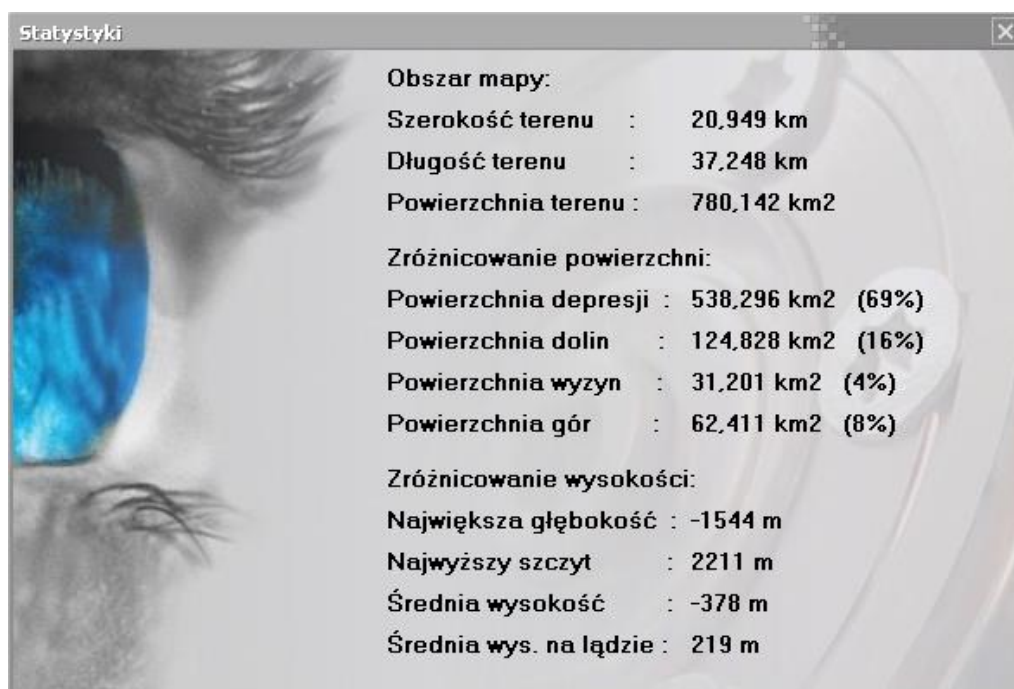 Statystyki
Obszar mapy:
Szerokość terenu : 20,949 km
Długość terenu : 37,248 km
Powierzchnia terenu : 780,142 km2
Zróżnicowanie powierzchni:
Powierzchnia depresji : 538,296 km2 (69%)
Powierzchnia dolin : 124,828 km2 (16%)
Powierzchnia wyzyn : 31,201 km2 (4%)
Powierzchnia gór : 62,411 km2 (8%)
Zróżnicowanie wysokości:
Największa głębokość : -1544 m
Najwyższy szczyt : 2211 m
Średnia wysokość : -378 m
Średnia wys. na lądzie : 219 m